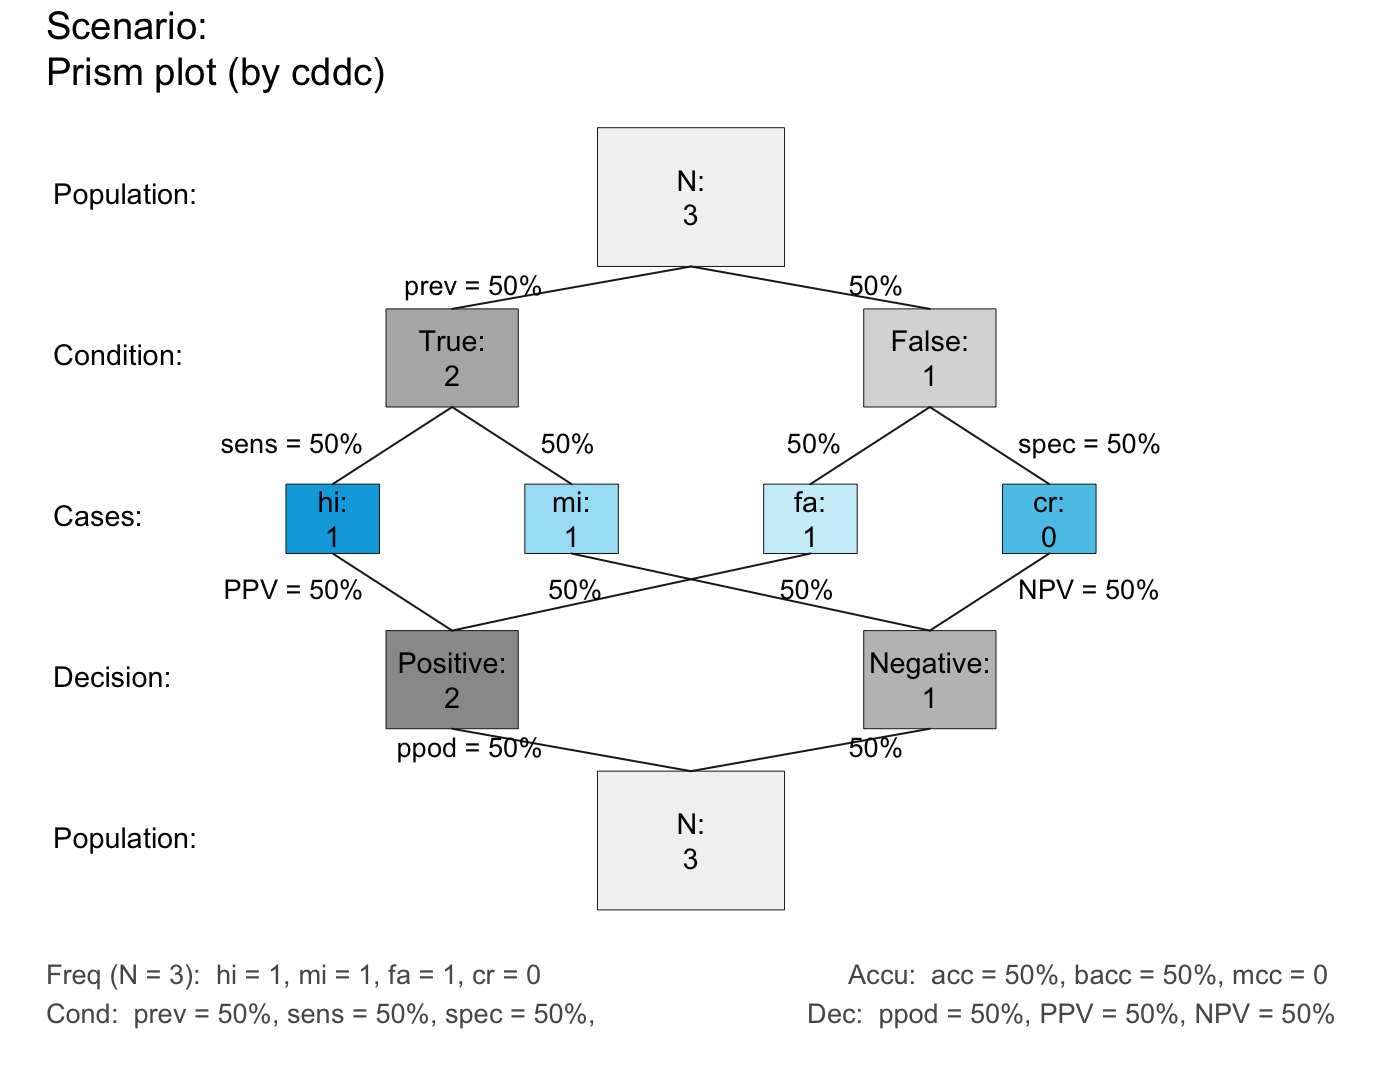 Scenario:
Prism plot (by cddc)
Population:
N:
3
prev = 50%
50%
Condition:
True:
2
False:
1
sens = 50%
50%
50%
spec = 50%
Cases:
hi:
1
mi:
1
fa:
1
cr:
0
PPV = 50%
50%
50%
NPV = 50%
Decision:
Positive:
2
Negative:
1
ppod = 50%
50%
Population:
N:
3
Freq (N = 3):  hi = 1, mi = 1, fa = 1, cr = 0
Accu:  acc = 50%, bacc = 50%, mcc = 0
Cond:  prev = 50%, sens = 50%, spec = 50%,
Dec:  ppod = 50%, PPV = 50%, NPV = 50%